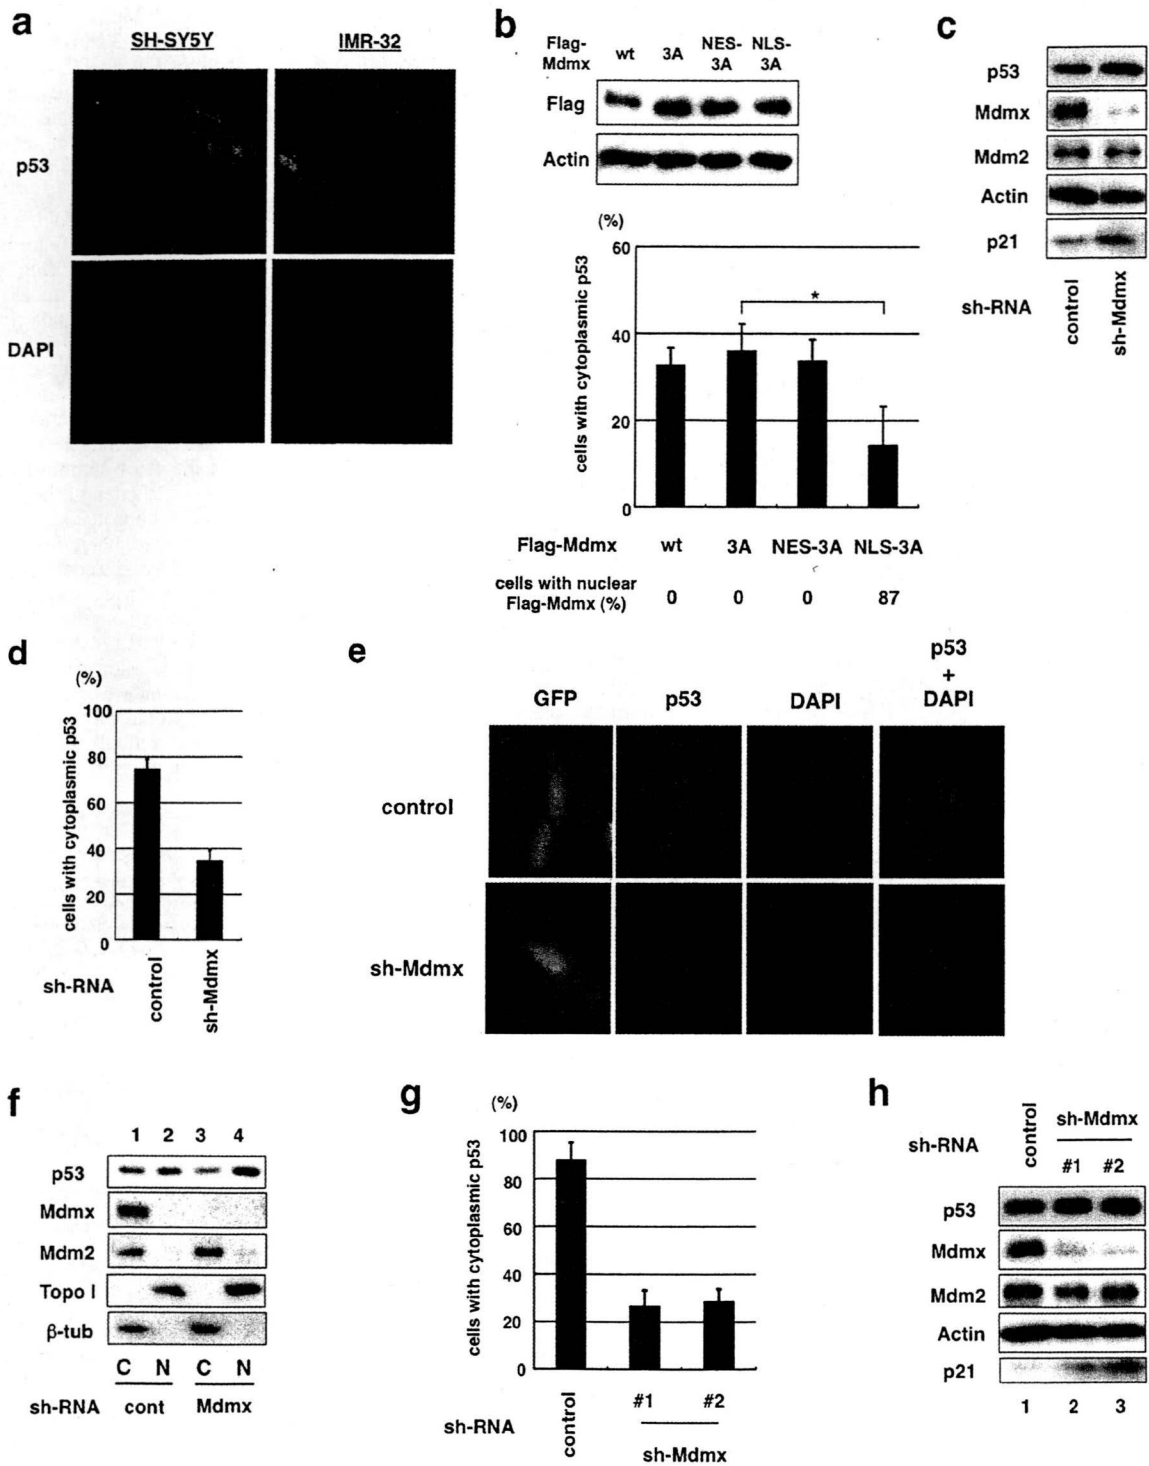 a
SH-SY5Y IMR-32
p53
DAPI
b
Flag-Mdmx wt 3A NES-3A NLS-3A
Flag
Actin
(%)
cells with cytoplasmic p53
60
*
40
20
0
Flag-Mdmx wt 3A NES-3A NLS-3A
cells with nuclear
Flag-Mdmx (%) 0 0 0 87
c
p53
Mdmx
Mdm2
Actin
p21
sh-RNA control sh-Mdmx
d
(%)
cells with cytoplasmic p53
100
80
60
40
20
0
sh-RNA control sh-Mdmx
e
GFP p53 DAPI p53 + DAPI
control
sh-Mdmx
f
1 2 3 4
p53
Mdmx
Mdm2
Topo I
β-tub
C N C N
sh-RNA cont Mdmx
g
(%)
cells with cytoplasmic p53
100
80
60
40
20
0
sh-RNA control #1 #2
sh-Mdmx
h
sh-RNA control sh-Mdmx
#1 #2
p53
Mdmx
Mdm2
Actin
p21
1 2 3